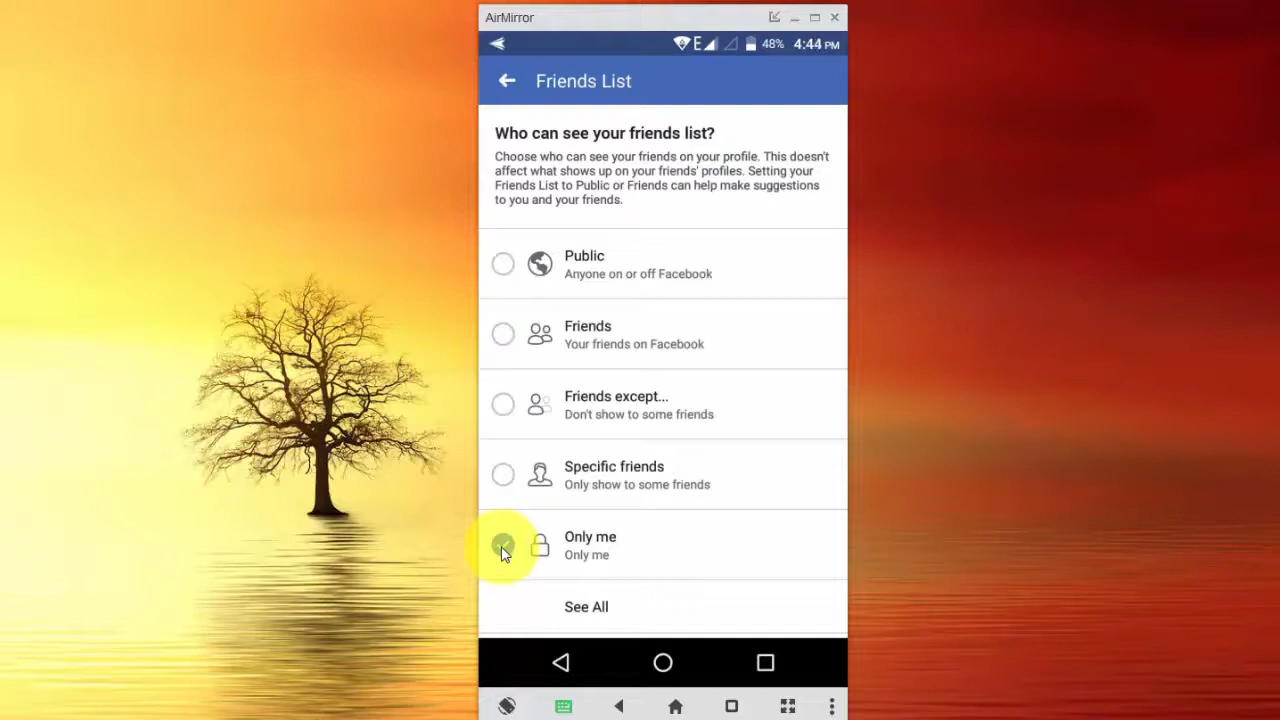 AirMirror
E 48% 4:44 PM
Friends List
Who can see your friends list?
Choose who can see your friends on your profile. This doesn't
affect what shows up on your friends' profiles. Setting your
Friends List to Public or Friends can help make suggestions
to you and your friends.
Public
Anyone on or off Facebook
Friends
Your friends on Facebook
Friends except...
Don't show to some friends
Specific friends
Only show to some friends
Only me
Only me
See All